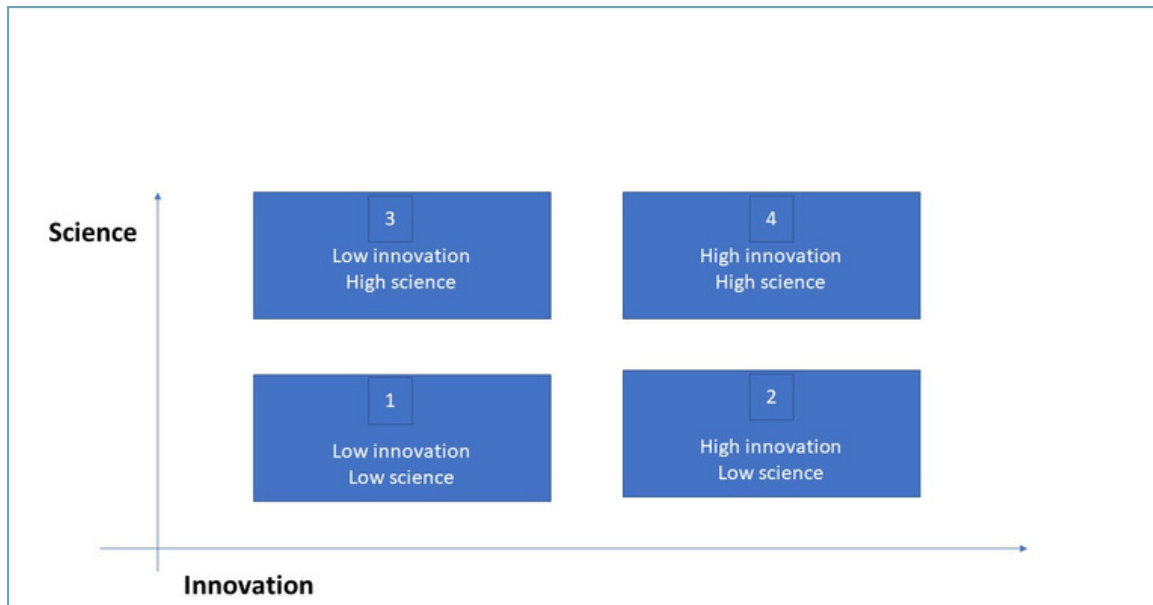 Science
3
Low innovation
High science
4
High innovation
High science
1
Low innovation
Low science
2
High innovation
Low science
Innovation